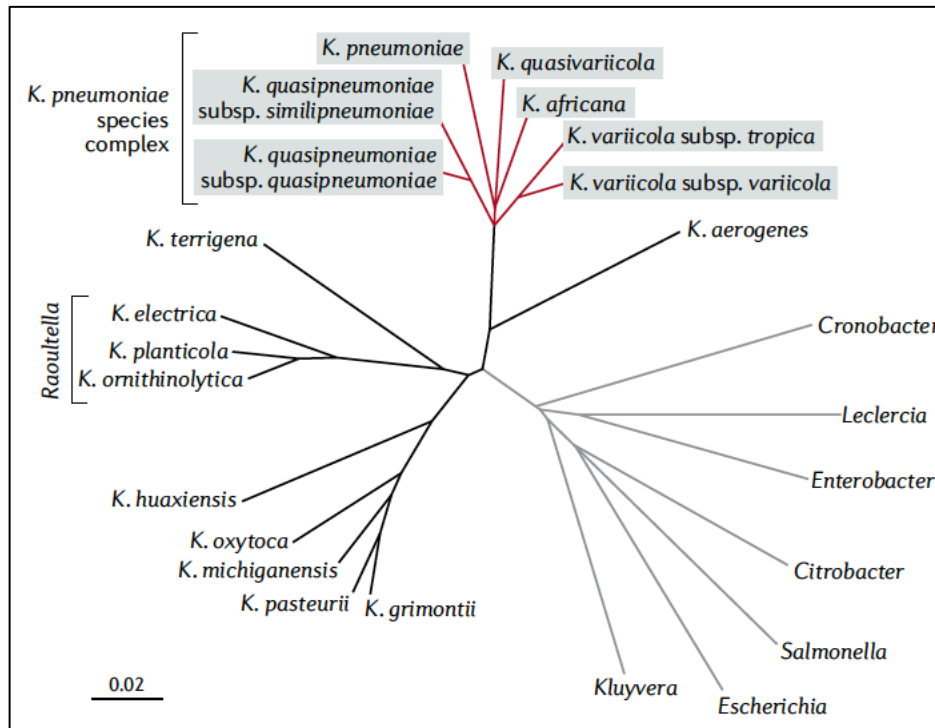 K. pneumoniae
species
complex
K. pneumoniae
K. quasivariicola
K. quasipneumoniae
subsp. similipneumoniae
K. africana
K. variicola subsp. tropica
K. quasipneumoniae
subsp. quasipneumoniae
K. variicola subsp. variicola
K. terrigena
K. aerogenes
Raoultella
K. electrica
K. planticola
K. ornithinolytica
Cronobacter
Leclercia
Enterobacter
K. huaxiensis
K. oxytoca
K. michiganensis
K. pasteurii
K. grimontii
Citrobacter
Salmonella
Kluyvera
Escherichia
0.02